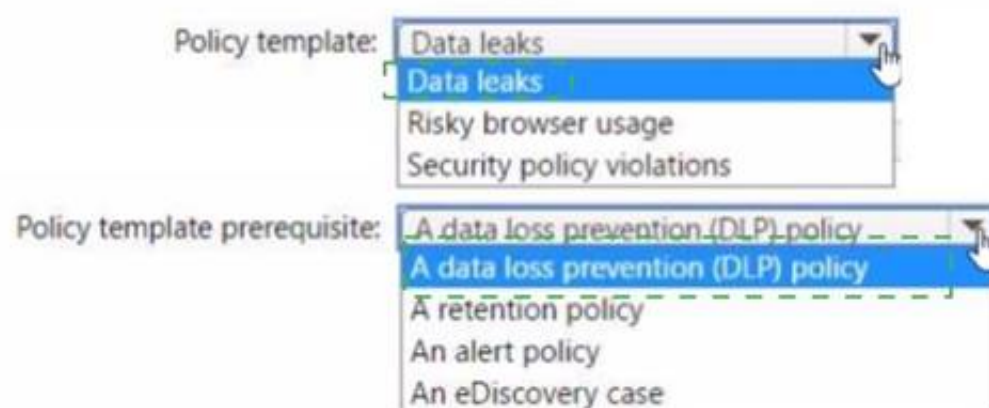 Policy template: Data leaks
Data leaks
Risky browser usage
Security policy violations
Policy template prerequisite: A data loss prevention (DLP) policy
A data loss prevention (DLP) policy
A retention policy
An alert policy
An eDiscovery case